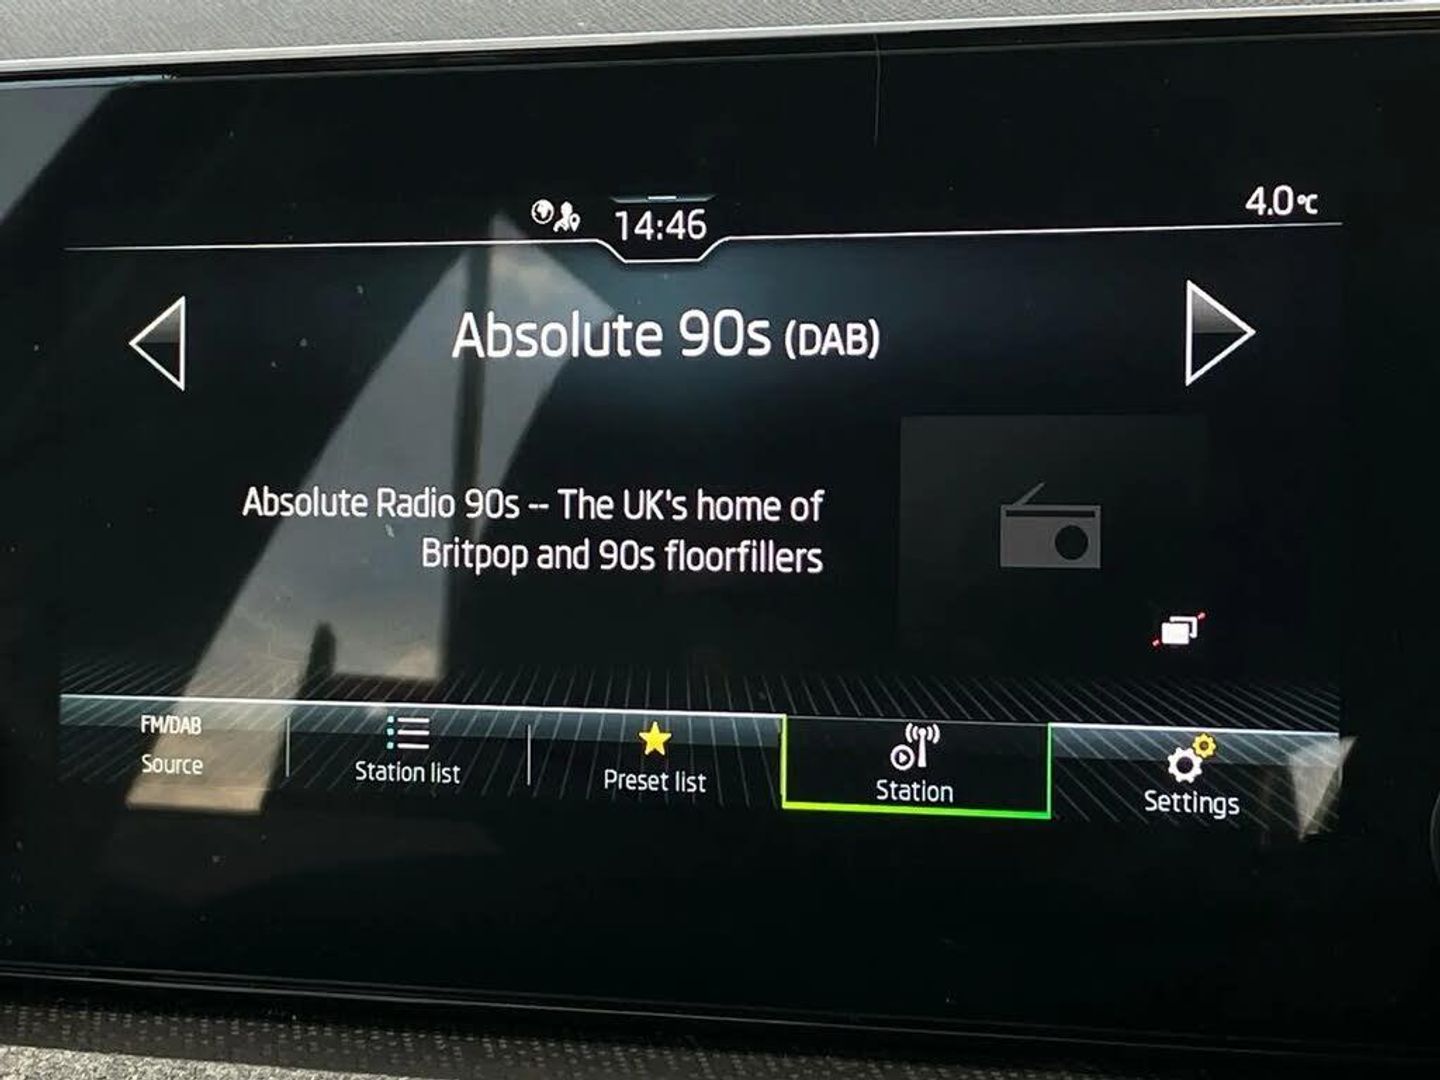 14:46
4.0°C
Absolute 90s (DAB)
Absolute Radio 90s -- The UK's home of
Britpop and 90s floorfillers
FM/DAB
Source
Station list
Preset list
Station
Settings